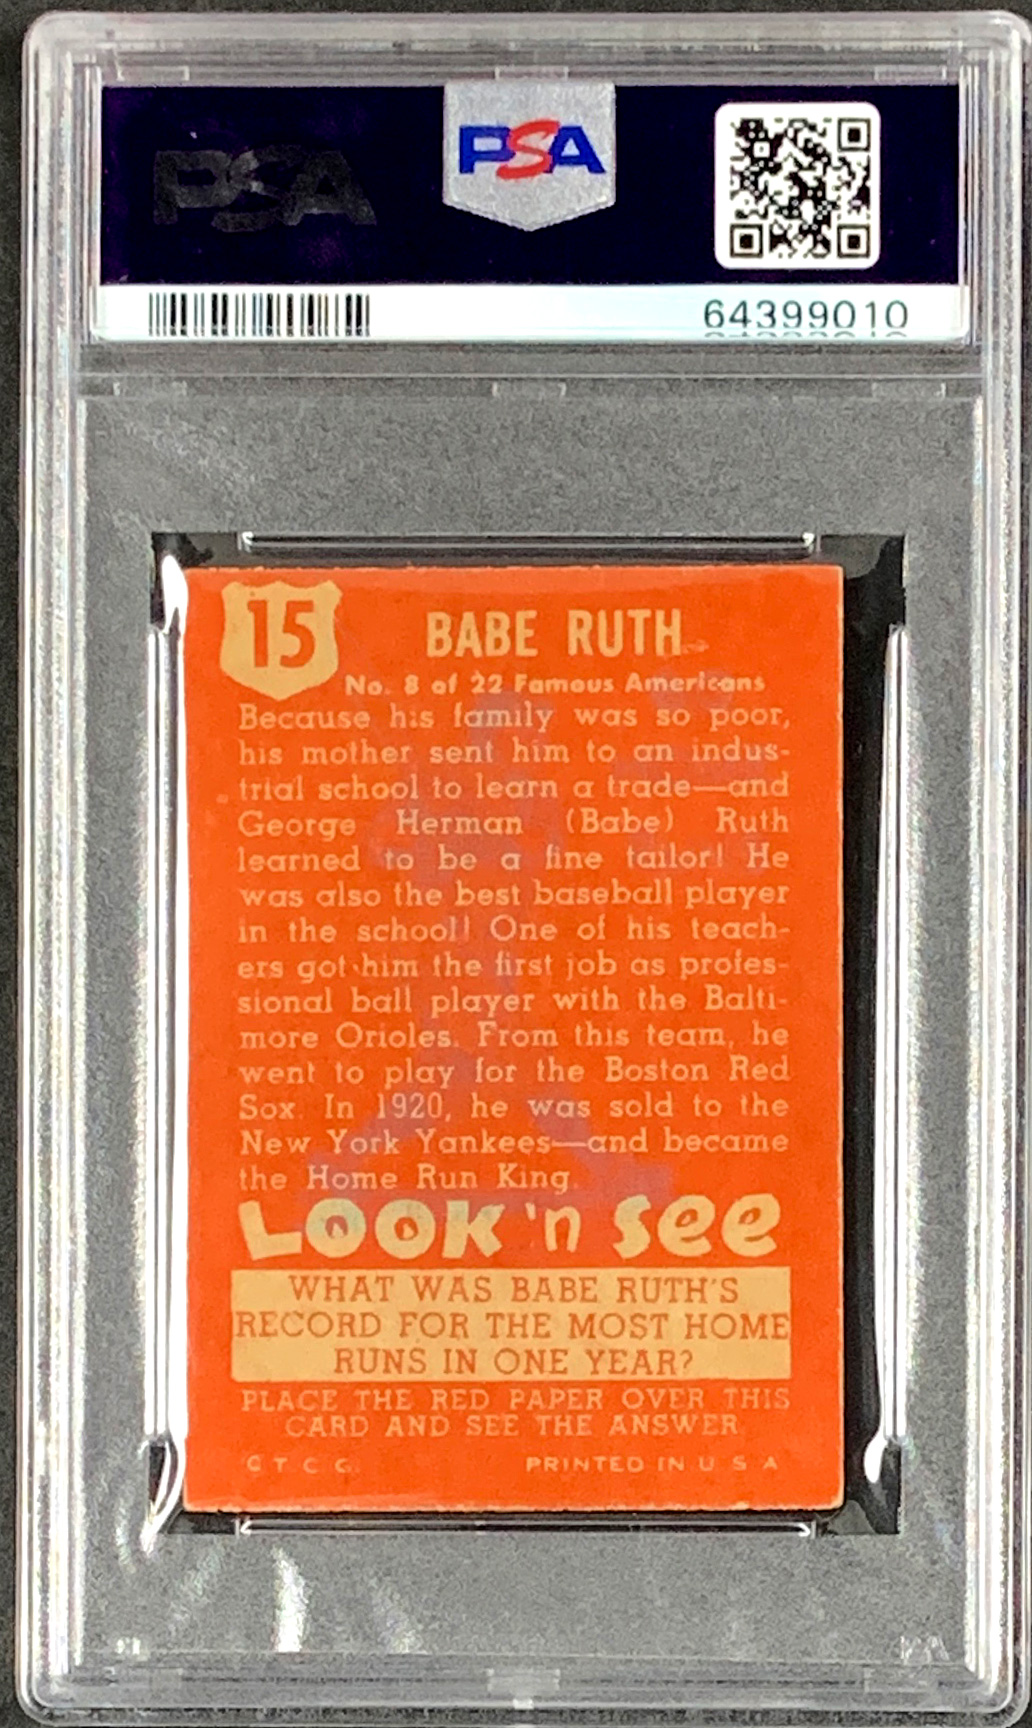 PSA
PSA
64399010
15
BABE RUTH
No. 8 of 22 Famous Americans
Because his family was so poor,
his mother sent him to an indus-
trial school to learn a trade—and
George Herman (Babe) Ruth
learned to be a fine tailor! He
was also the best baseball player
in the school! One of his teach-
ers got him the first job as profes-
sional ball player with the Balti-
more Orioles. From this team, he
went to play for the Boston Red
Sox. In 1920, he was sold to the
New York Yankees—and became
the Home Run King.
LOOK 'n SEE
WHAT WAS BABE RUTH'S
RECORD FOR THE MOST HOME
RUNS IN ONE YEAR?
PLACE THE RED PAPER OVER THIS
CARD AND SEE THE ANSWER
© T. C. G. PRINTED IN U. S. A.